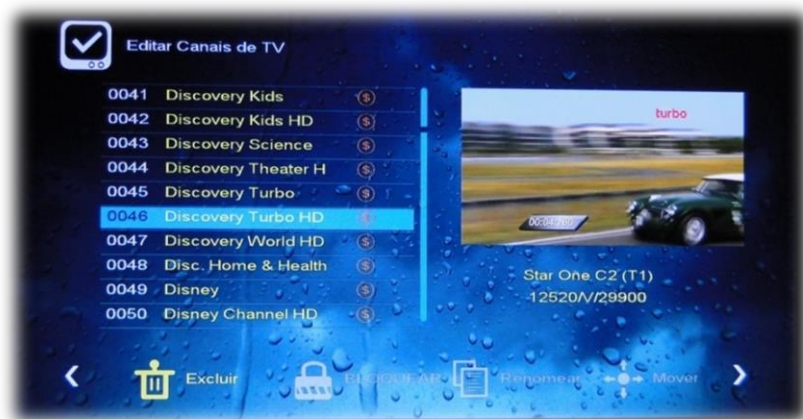 Editar Canais de TV
0041 Discovery Kids $
0042 Discovery Kids HD $
0043 Discovery Science $
0044 Discovery Theater H $
0045 Discovery Turbo $
0046 Discovery Turbo HD $
0047 Discovery World HD $
0048 Disc. Home & Health $
0049 Disney $
0050 Disney Channel HD $
turbo
Star One C2 (T1)
12520/V/29900
Excluir
BLOQUEAR
Renomear
Mover